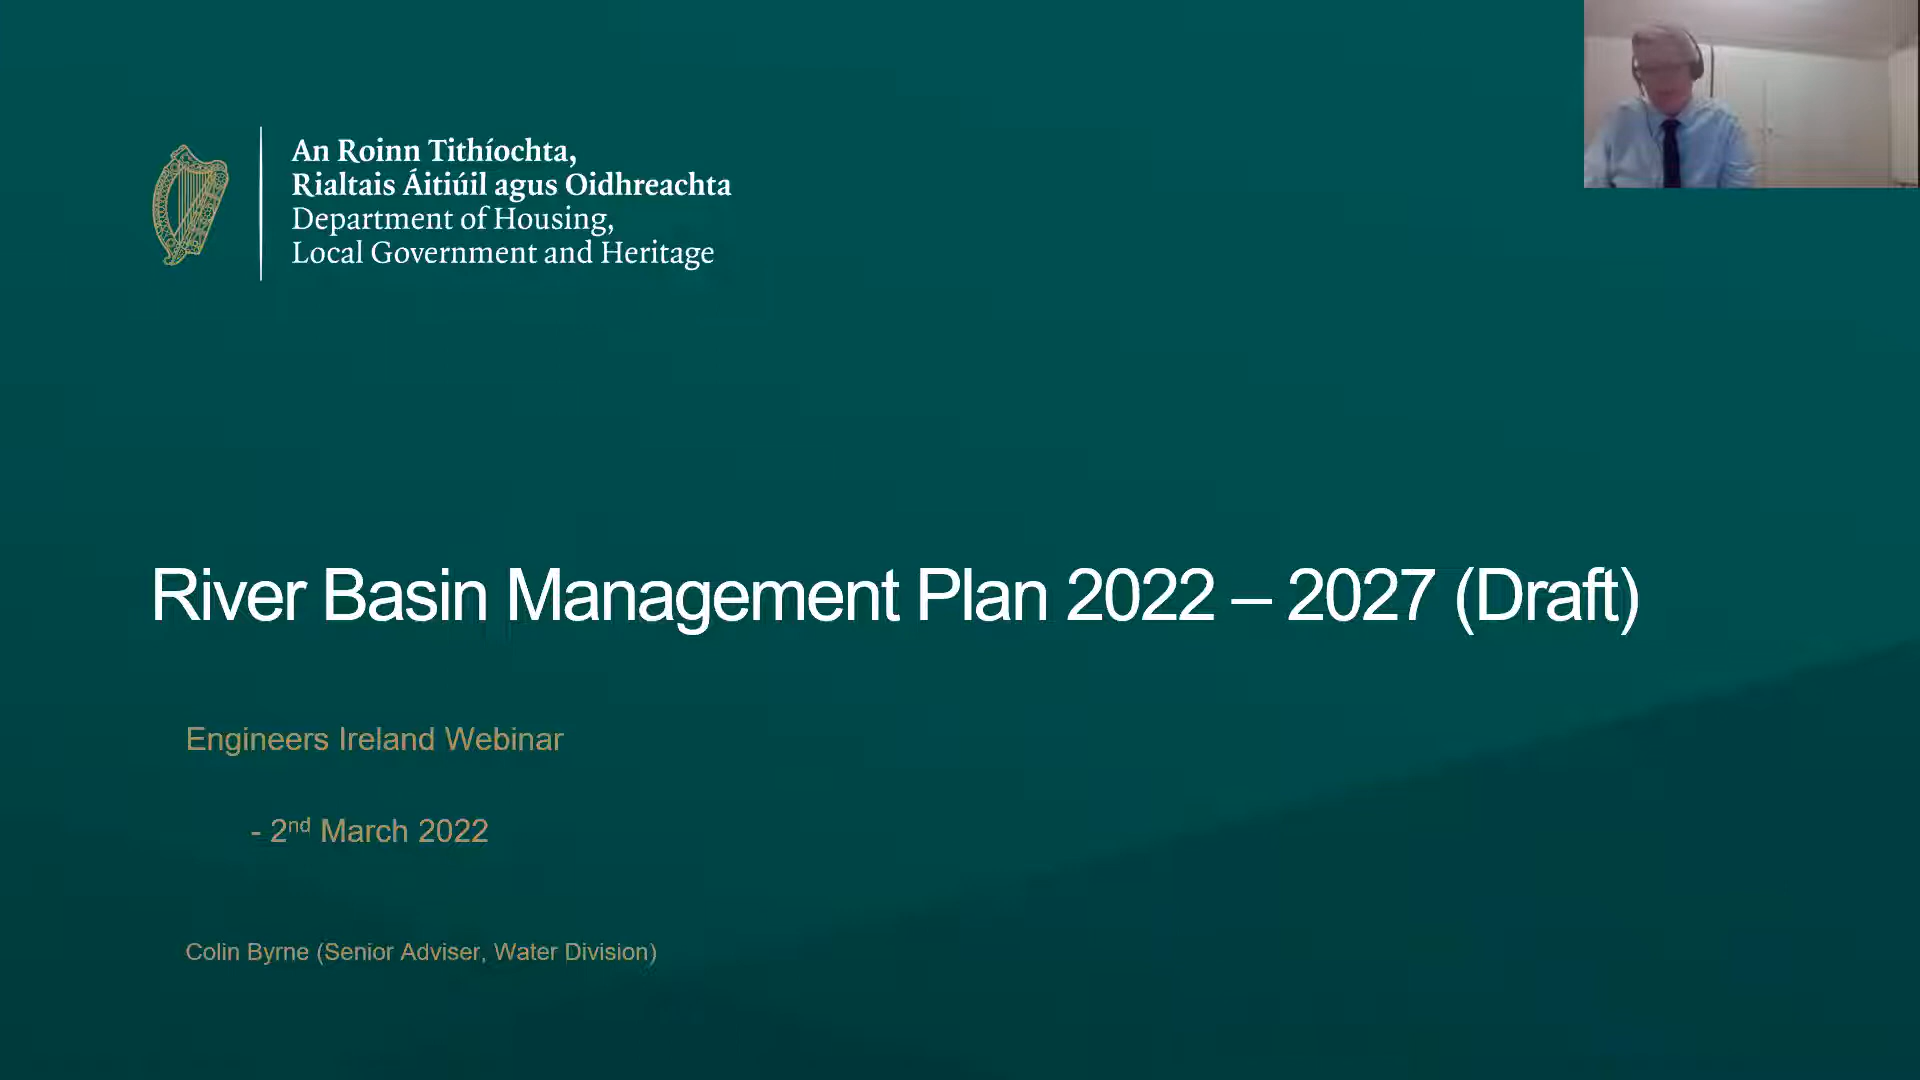 An Roinn Tithíochta,
Rialtais Áitiúil agus Oidhreachta
Department of Housing,
Local Government and Heritage
River Basin Management Plan 2022 – 2027 (Draft)
Engineers Ireland Webinar
- 2nd March 2022
Colin Byrne (Senior Adviser, Water Division)